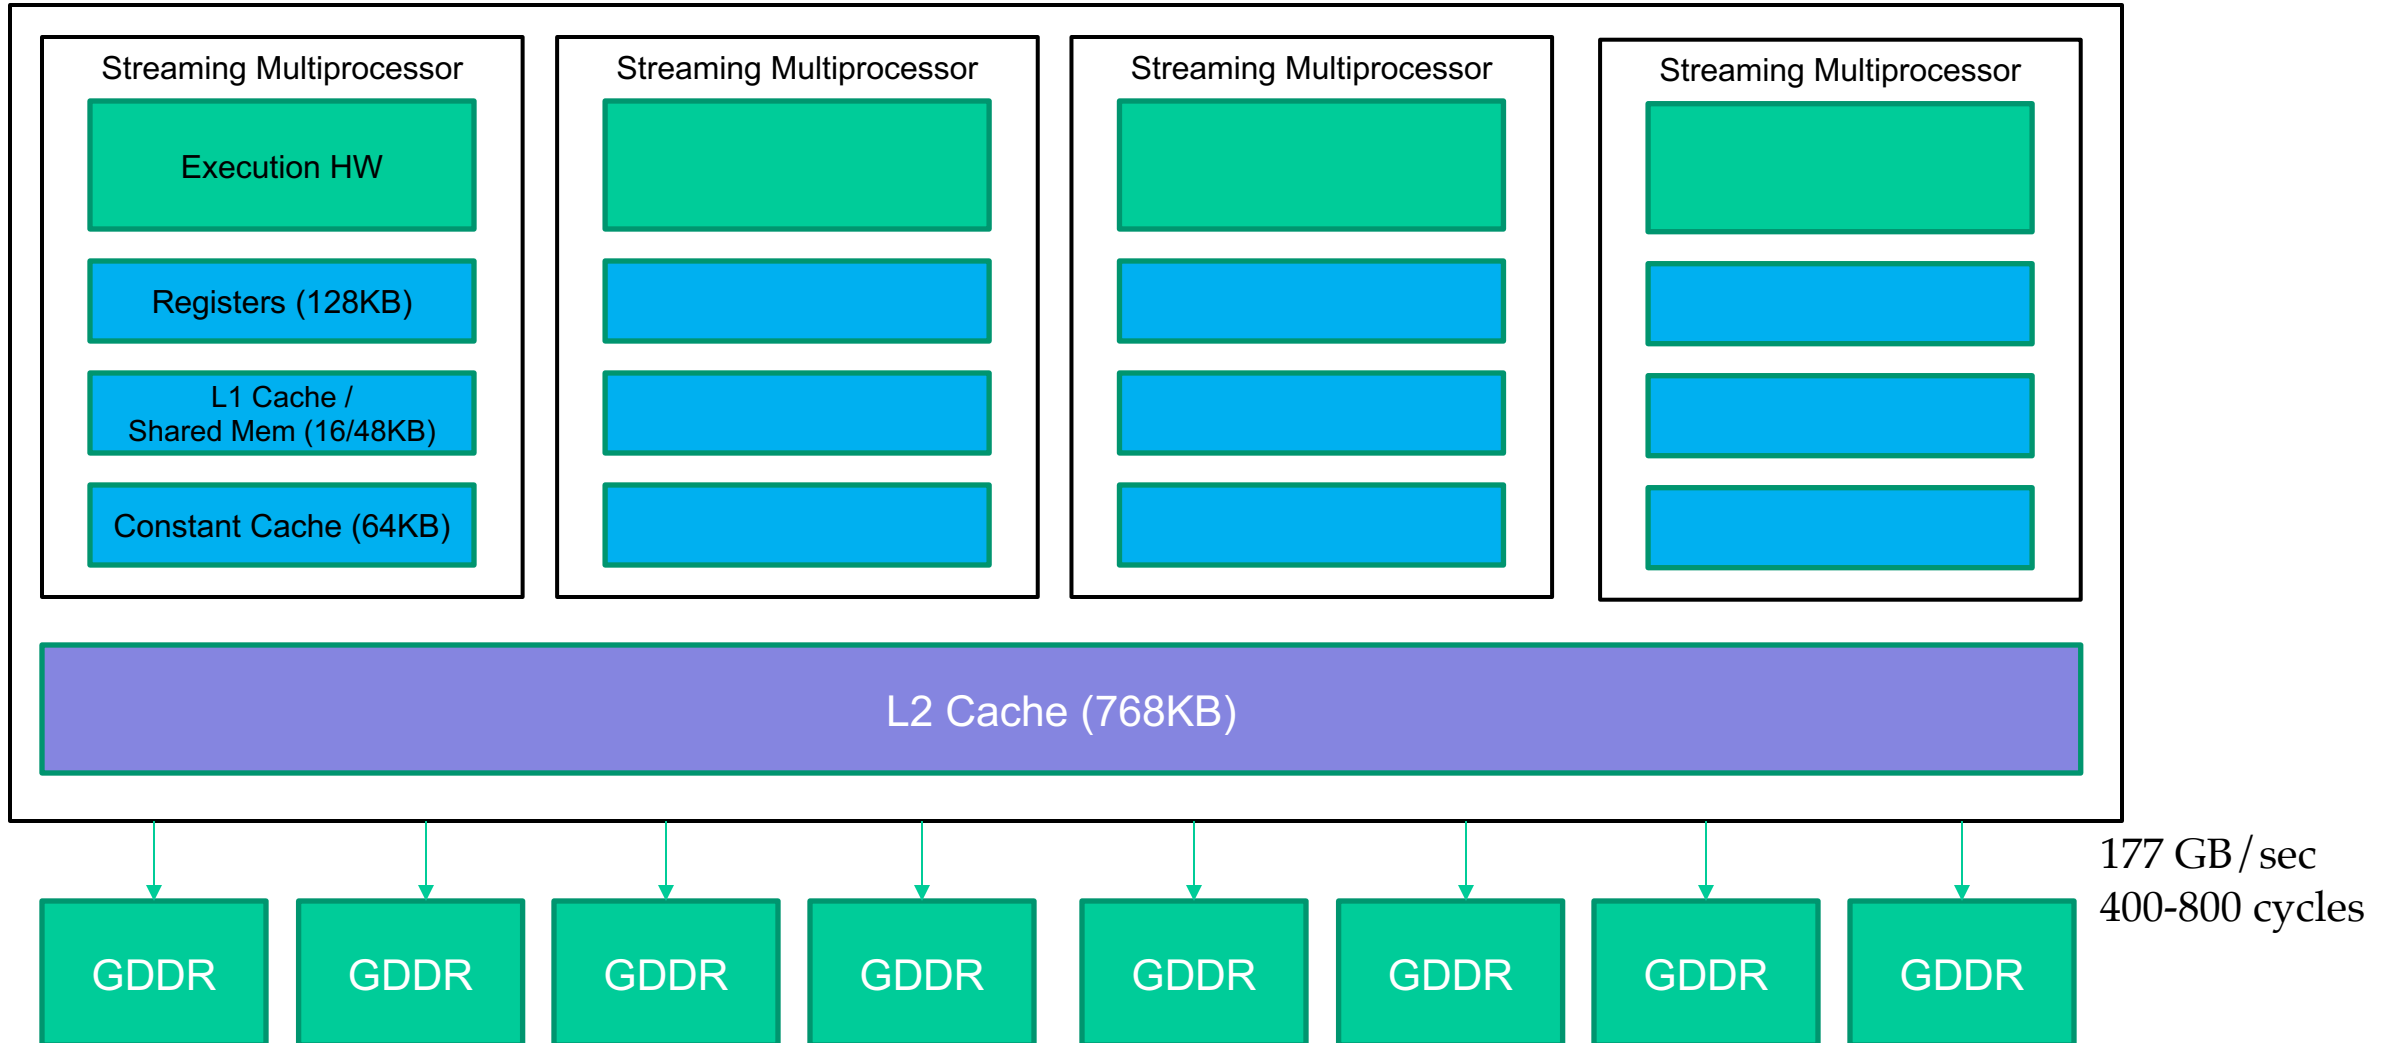 Streaming Multiprocessor
Streaming Multiprocessor
Streaming Multiprocessor
Streaming Multiprocessor
Execution HW
Registers (128KB)
L1 Cache /
Shared Mem (16/48KB)
Constant Cache (64KB)
L2 Cache (768KB)
177 GB/sec
400-800 cycles
GDDR
GDDR
GDDR
GDDR
GDDR
GDDR
GDDR
GDDR